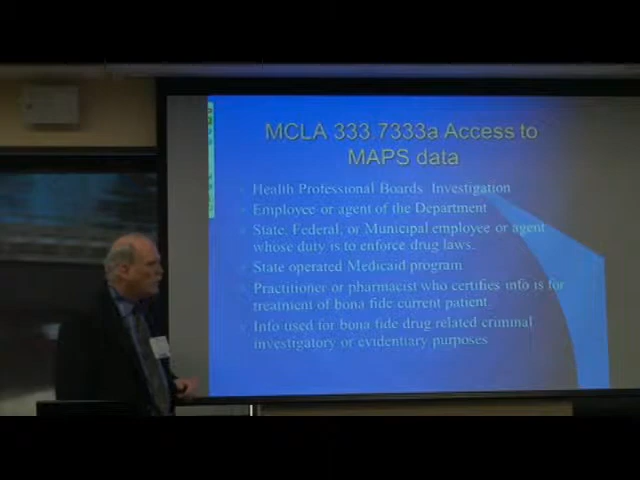 MCLA 333.7333a Access to
MAPS data
Health Professional Boards Investigation
Employee or agent of the Department
State, Federal, or Municipal employee or agent
whose duty is to enforce drug laws.
State operated Medicaid program
Practitioner or pharmacist who certifies info is for
treatment of bona fide current patient.
Info used for bona fide drug related criminal
investigatory or evidentiary purposes